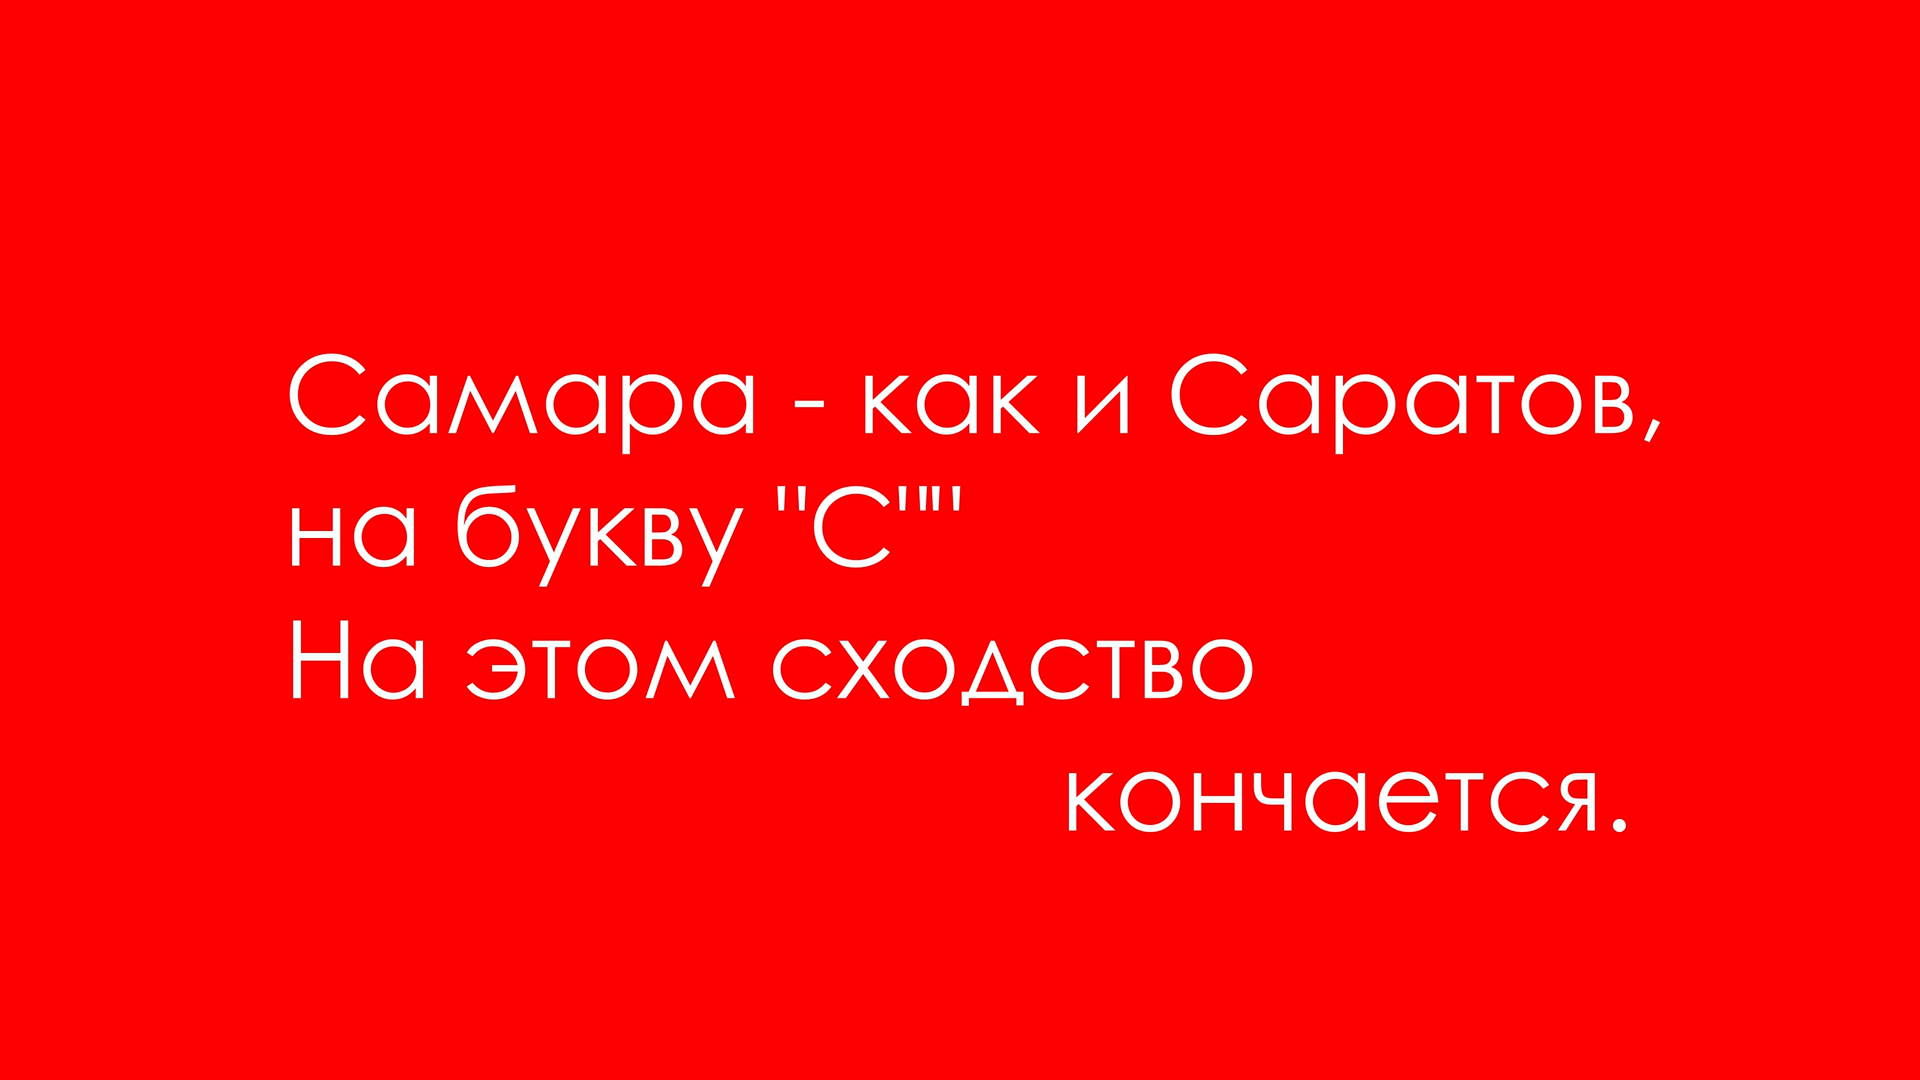 Самара - как и Саратов,
на букву "С"""
На этом сходство
кончается.